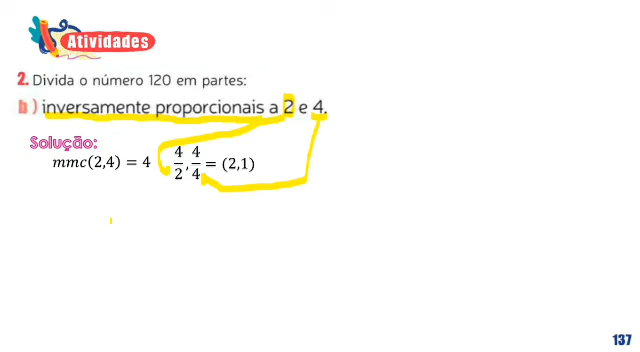 Atividades
2. Divida o número 120 em partes:
b) inversamente proporcionais a 2 e 4.
Solução:
mmc(2,4) = 4    4/2, 4/4 = (2,1)
137